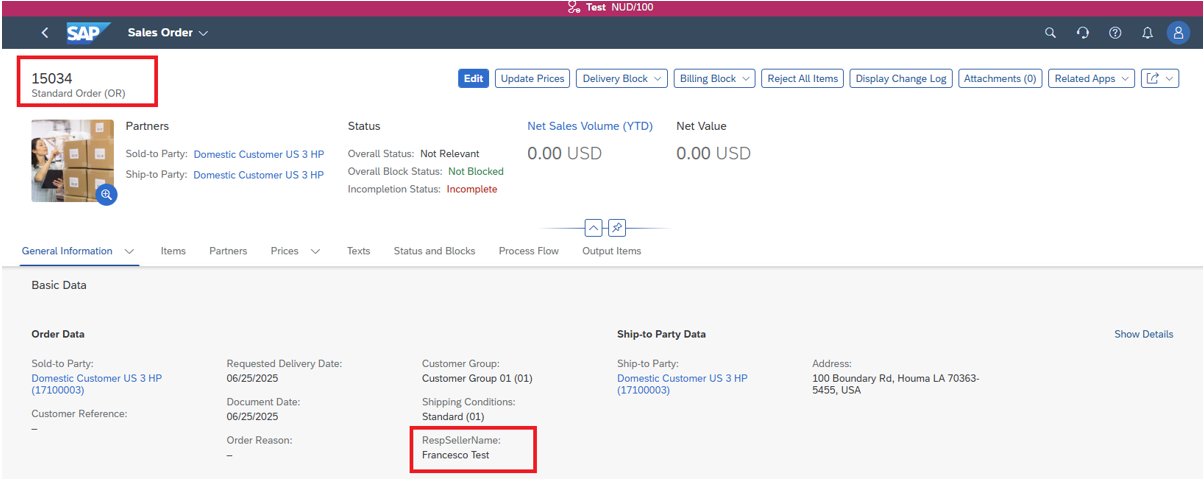 Test NUD/100
SAP Sales Order
15034
Standard Order (OR)
Edit Update Prices Delivery Block Billing Block Reject All Items Display Change Log Attachments (0) Related Apps
Partners
Sold-to Party: Domestic Customer US 3 HP
Ship-to Party: Domestic Customer US 3 HP
Status
Overall Status: Not Relevant
Overall Block Status: Not Blocked
Incompletion Status: Incomplete
Net Sales Volume (YTD)
0.00 USD
Net Value
0.00 USD
General Information Items Partners Prices Texts Status and Blocks Process Flow Output Items
Basic Data
Order Data
Sold-to Party:
Domestic Customer US 3 HP
(17100003)
Customer Reference:
–
Requested Delivery Date:
06/25/2025
Document Date:
06/25/2025
Order Reason:
–
Customer Group:
Customer Group 01 (01)
Shipping Conditions:
Standard (01)
RespSellerName:
Francesco Test
Ship-to Party Data
Show Details
Ship-to Party:
Domestic Customer US 3 HP
(17100003)
Address:
100 Boundary Rd, Houma LA 70363-
5455, USA